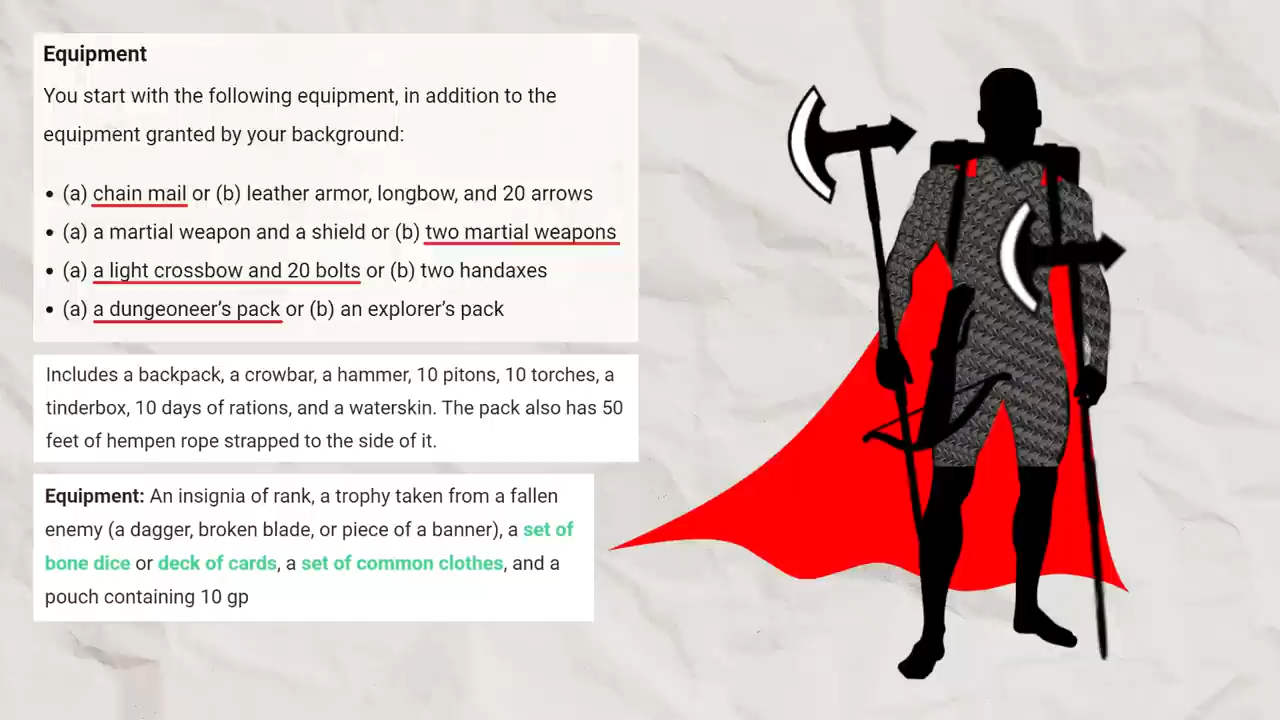 Equipment
You start with the following equipment, in addition to the
equipment granted by your background:
• (a) chain mail or (b) leather armor, longbow, and 20 arrows
• (a) a martial weapon and a shield or (b) two martial weapons
• (a) a light crossbow and 20 bolts or (b) two handaxes
• (a) a dungeoneer’s pack or (b) an explorer’s pack
Includes a backpack, a crowbar, a hammer, 10 pitons, 10 torches, a
tinderbox, 10 days of rations, and a waterskin. The pack also has 50
feet of hempen rope strapped to the side of it.
Equipment: An insignia of rank, a trophy taken from a fallen
enemy (a dagger, broken blade, or piece of a banner), a set of
bone dice or deck of cards, a set of common clothes, and a
pouch containing 10 gp